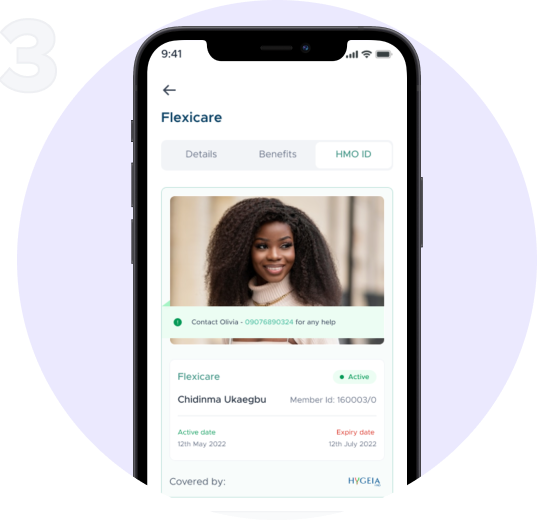 3
9:41
Flexicare
Details Benefits HMO ID
Contact Olivia - 09076890324 for any help
Flexicare Active
Chidinma Ukaegbu Member Id: 160003/0
Active date Expiry date
12th May 2022 12th July 2022
Covered by: HYGEIA